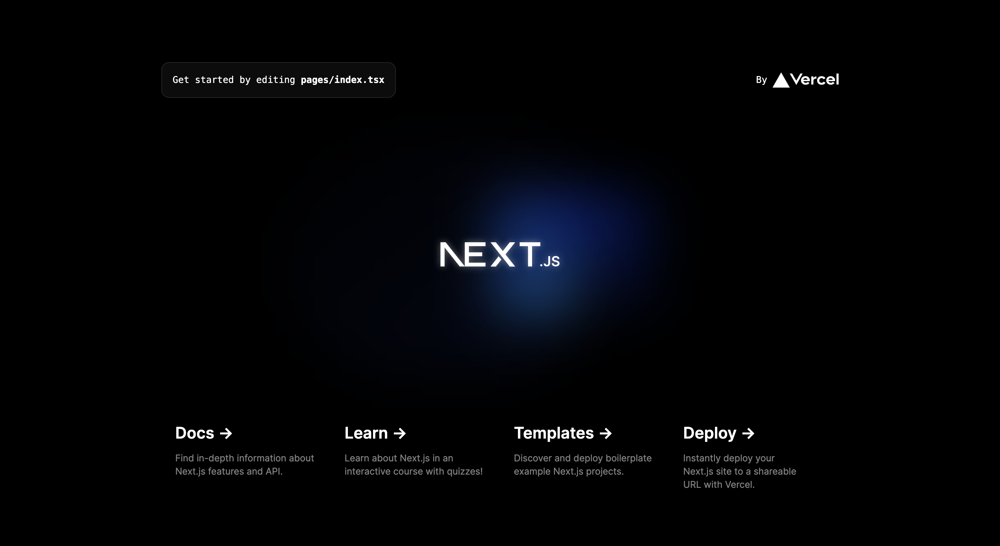 Get started by editing pages/index.tsx
By Vercel
NEXT.JS
Docs →
Find in-depth information about
Next.js features and API.
Learn →
Learn about Next.js in an
interactive course with quizzes!
Templates →
Discover and deploy boilerplate
example Next.js projects.
Deploy →
Instantly deploy your
Next.js site to a shareable
URL with Vercel.